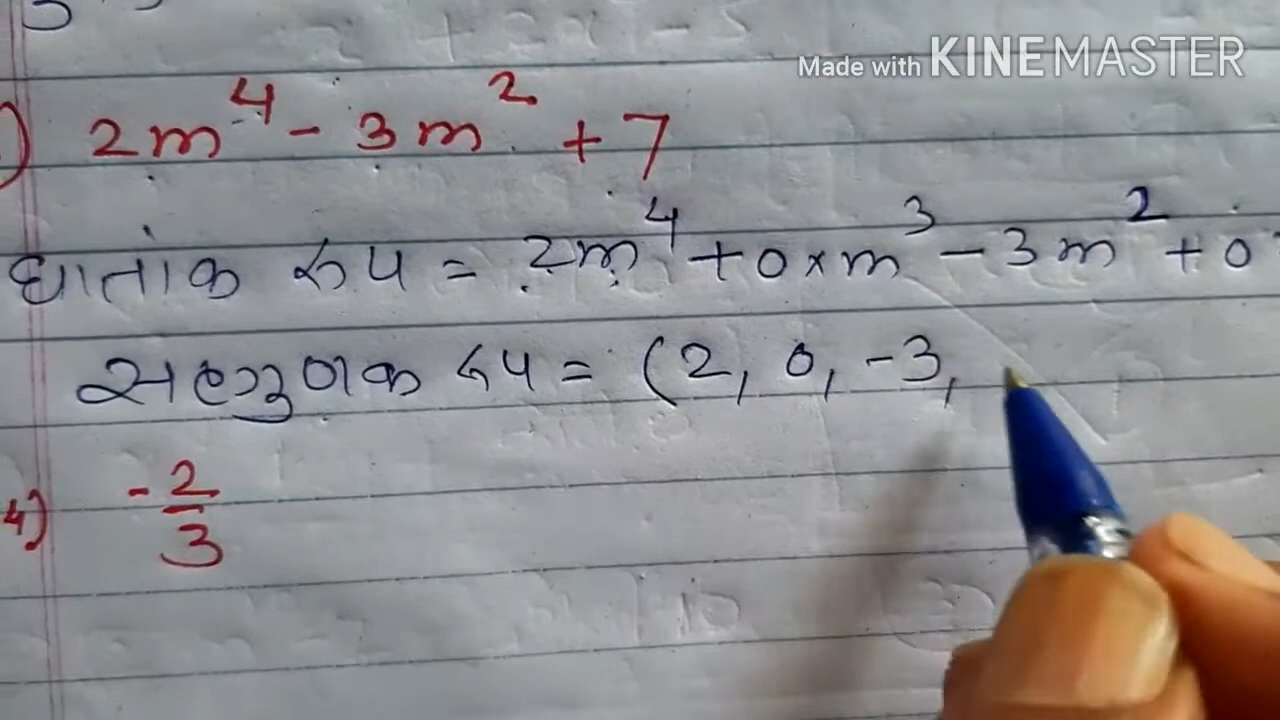 Made with KINEMASTER
) 2m⁴ - 3m² + 7
घातांक रूप = 2m⁴ + 0 × m³ - 3m² + 0
सहगुणक रूप = (2, 0, -3,
4) -2/3